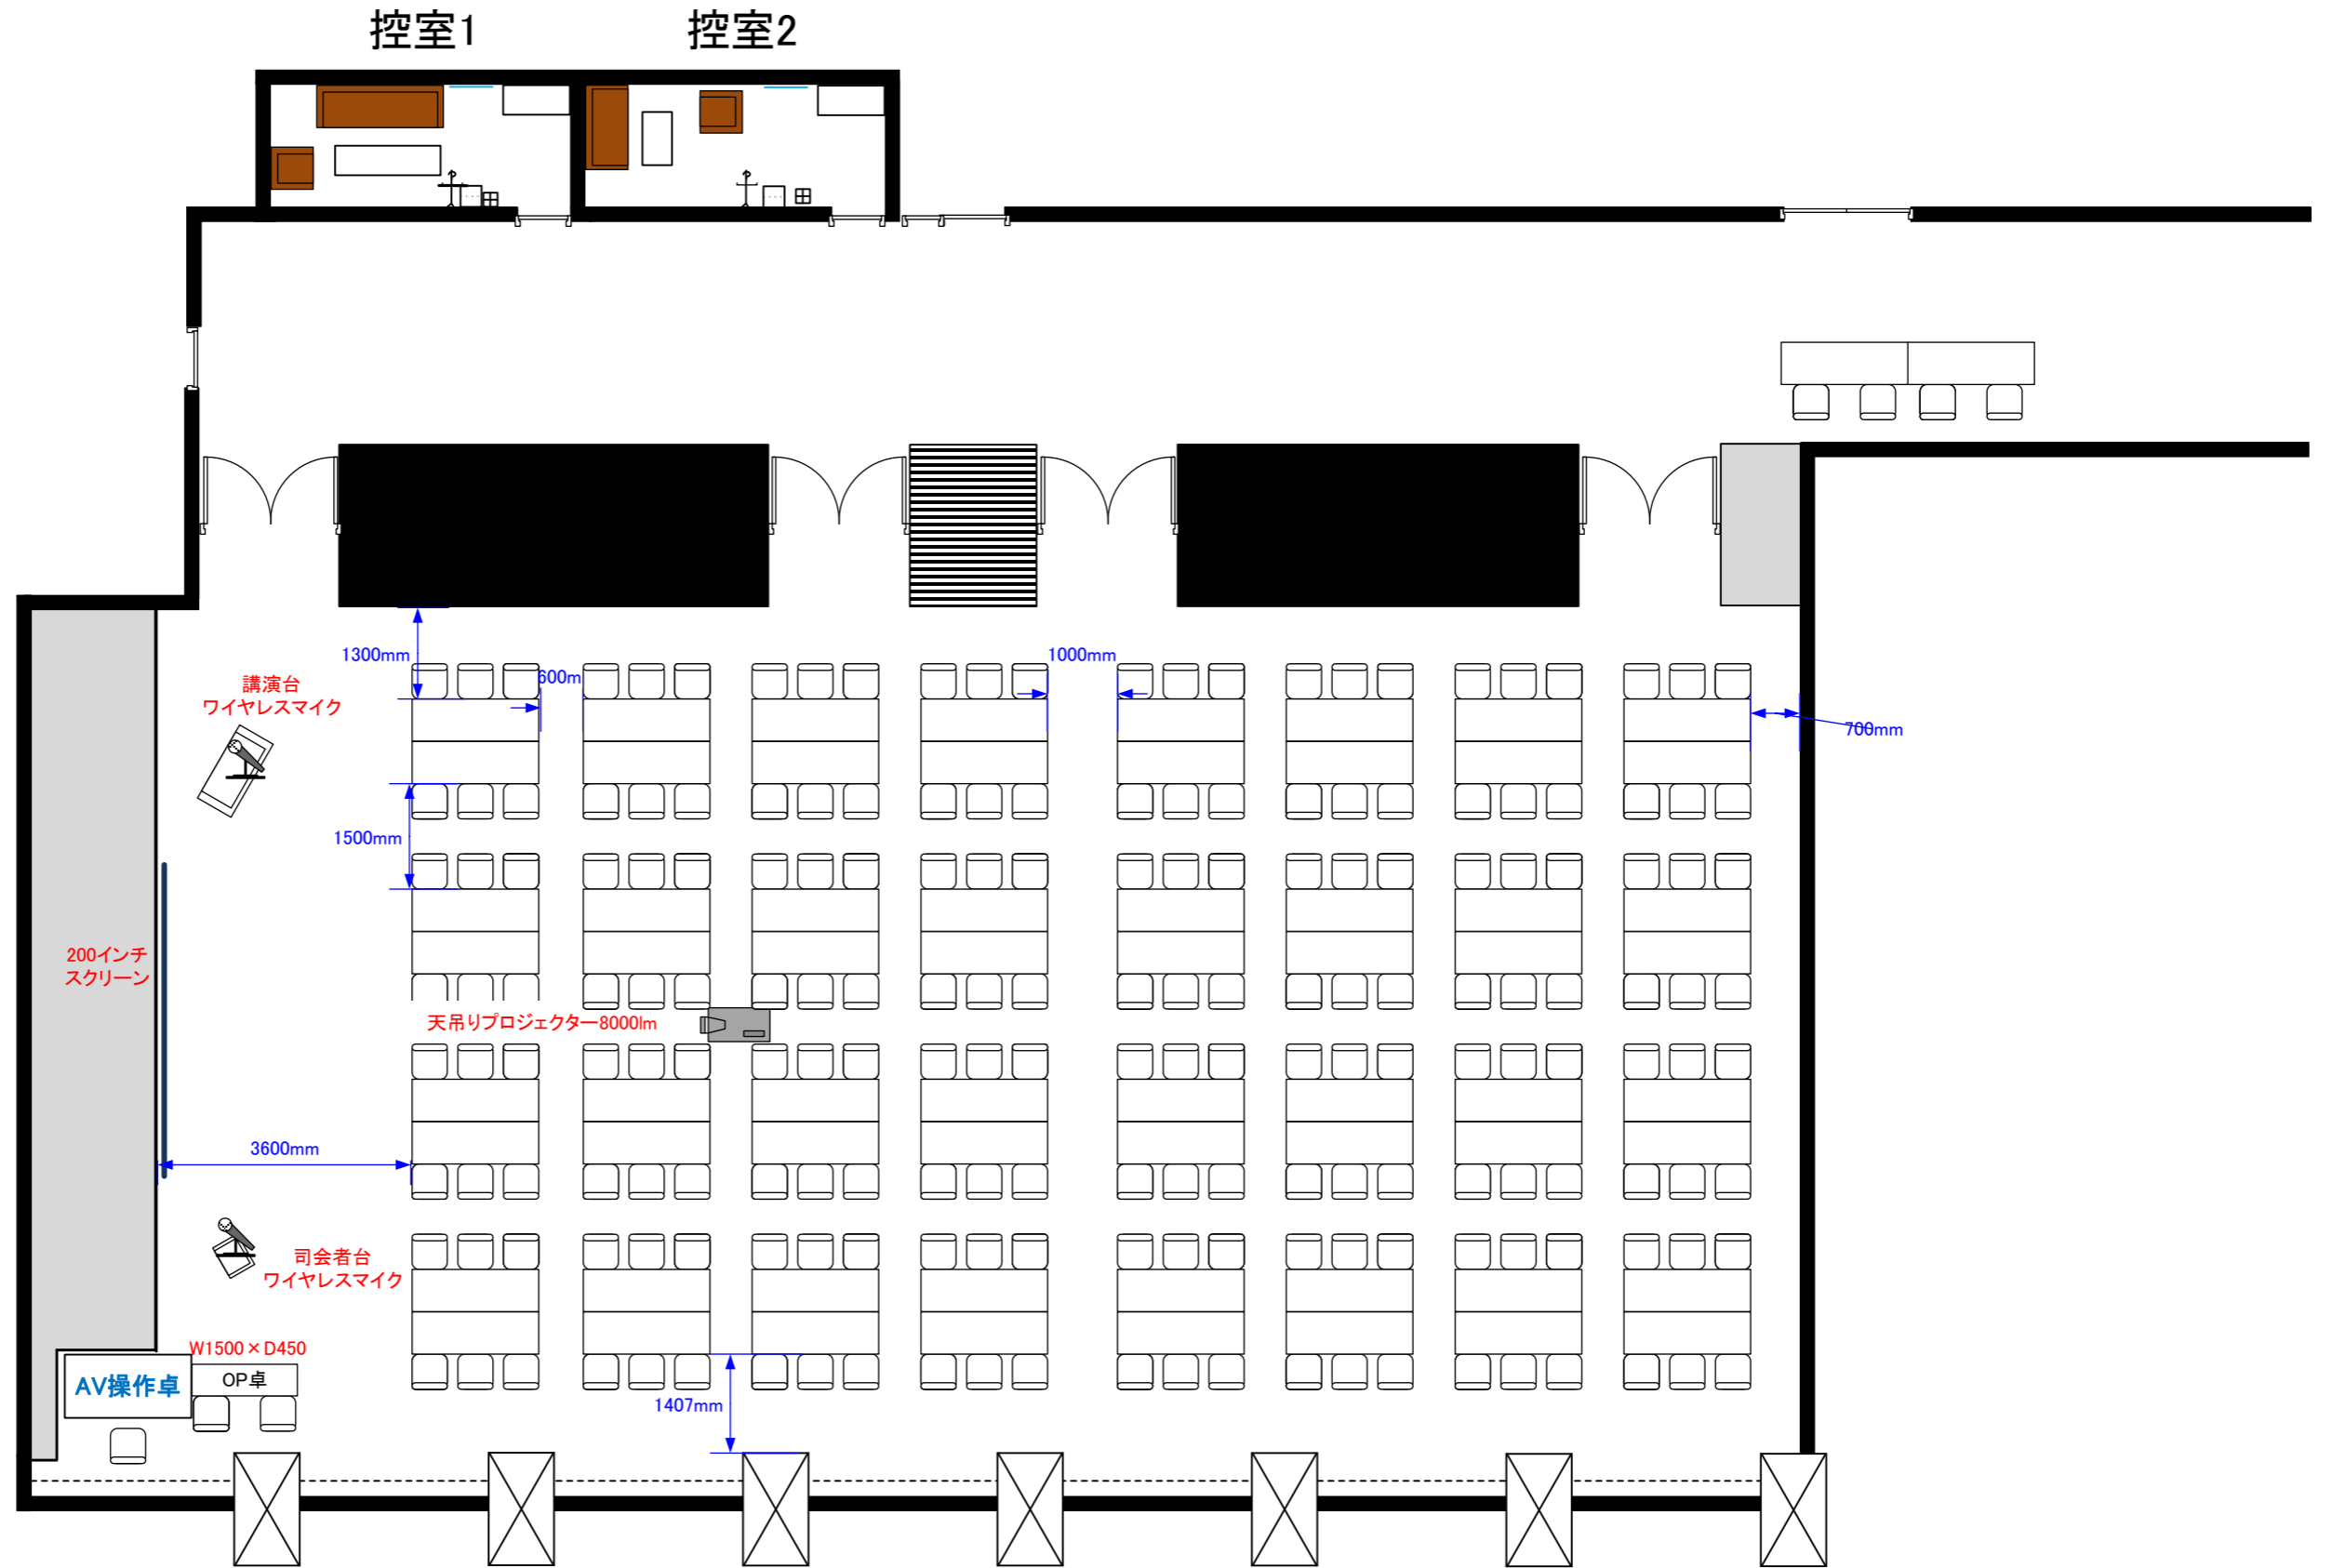 控室1
控室2
1300mm
600m
1000mm
講演台
ワイヤレスマイク
700mm
1500mm
200インチ
スクリーン
天吊りプロジェクター8000lm
3600mm
司会者台
ワイヤレスマイク
W1500×D450
AV操作卓
OP卓
1407mm